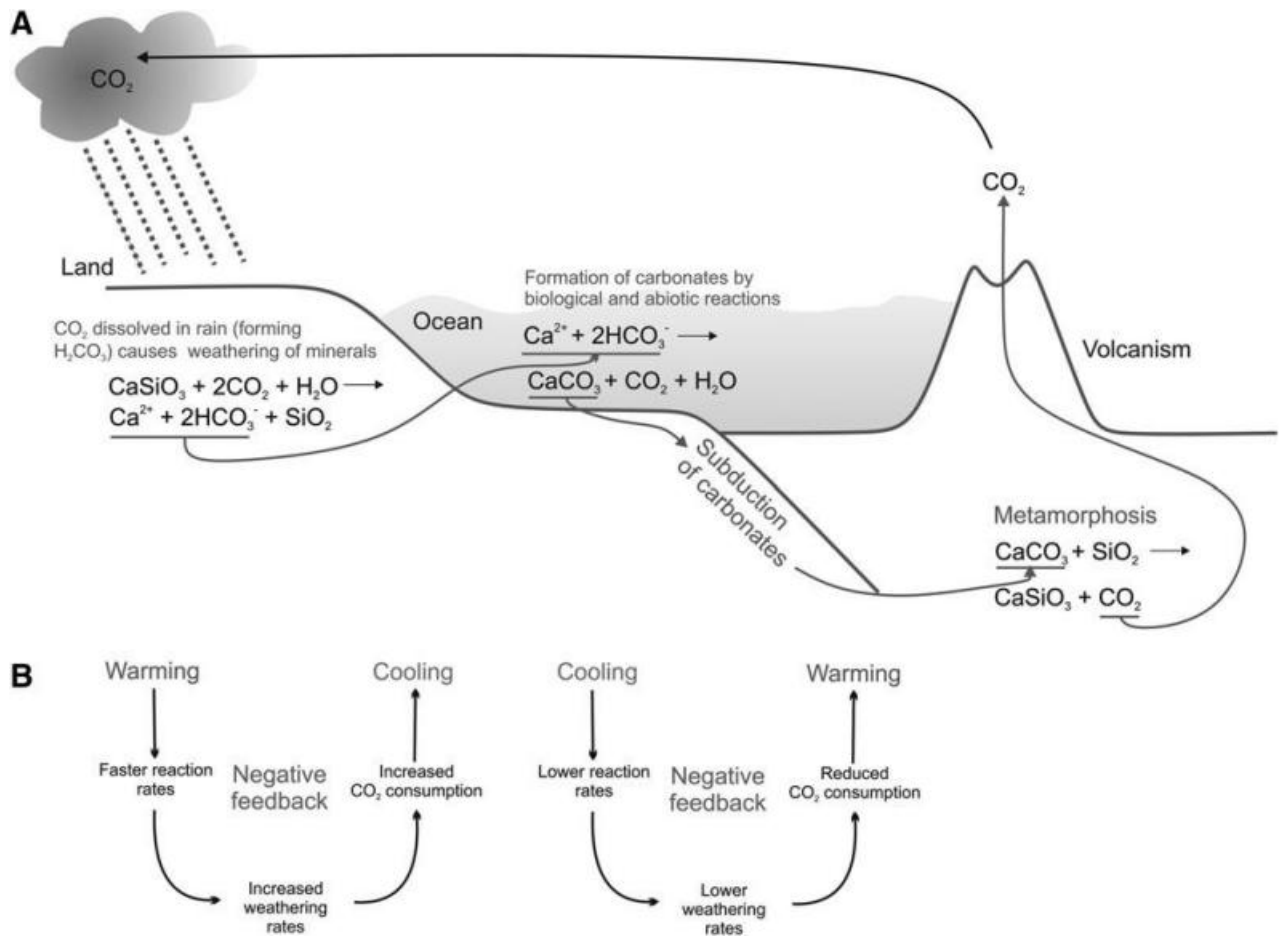 A
CO₂
CO₂
Land
Formation of carbonates by
biological and abiotic reactions
Ocean
Ca²⁺ + 2HCO₃⁻ →
CaCO₃ + CO₂ + H₂O
CO₂ dissolved in rain (forming
H₂CO₃) causes weathering of minerals
CaSiO₃ + 2CO₂ + H₂O →
Ca²⁺ + 2HCO₃⁻ + SiO₂
Volcanism
Subduction
of carbonates
Metamorphosis
CaCO₃ + SiO₂ →
CaSiO₃ + CO₂
B
Warming
Faster reaction
rates
Negative
feedback
Increased
weathering
rates
Increased
CO₂ consumption
Cooling
Cooling
Lower reaction
rates
Negative
feedback
Lower
weathering
rates
Reduced
CO₂ consumption
Warming